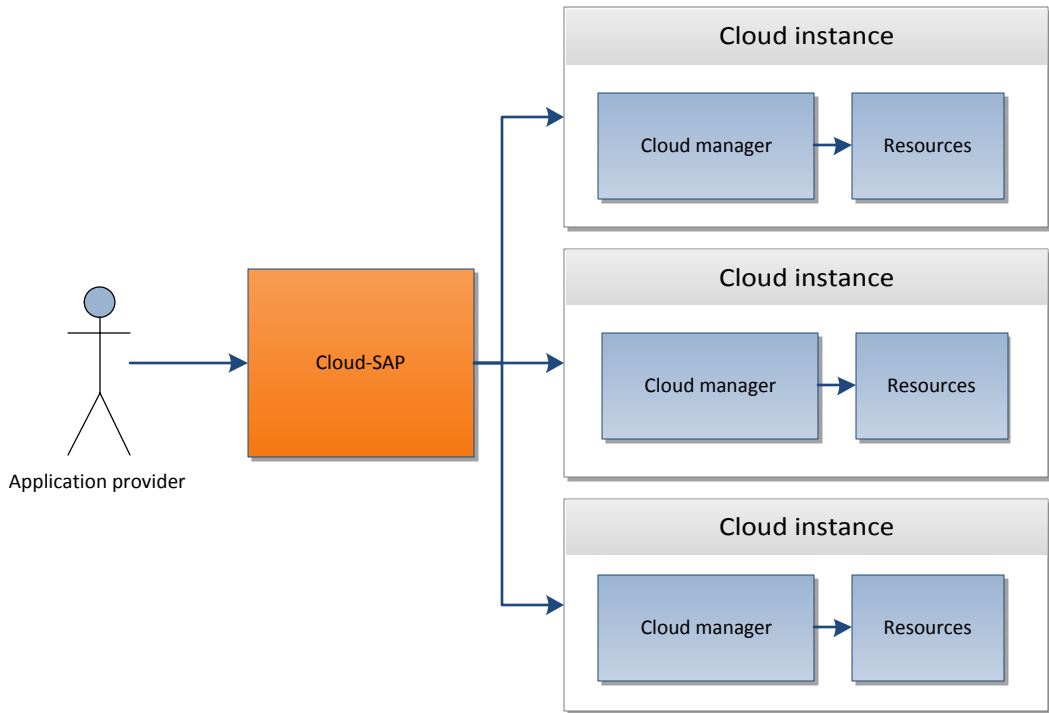 Cloud instance
Cloud manager
Resources
Cloud instance
Cloud-SAP
Cloud manager
Resources
Application provider
Cloud instance
Cloud manager
Resources